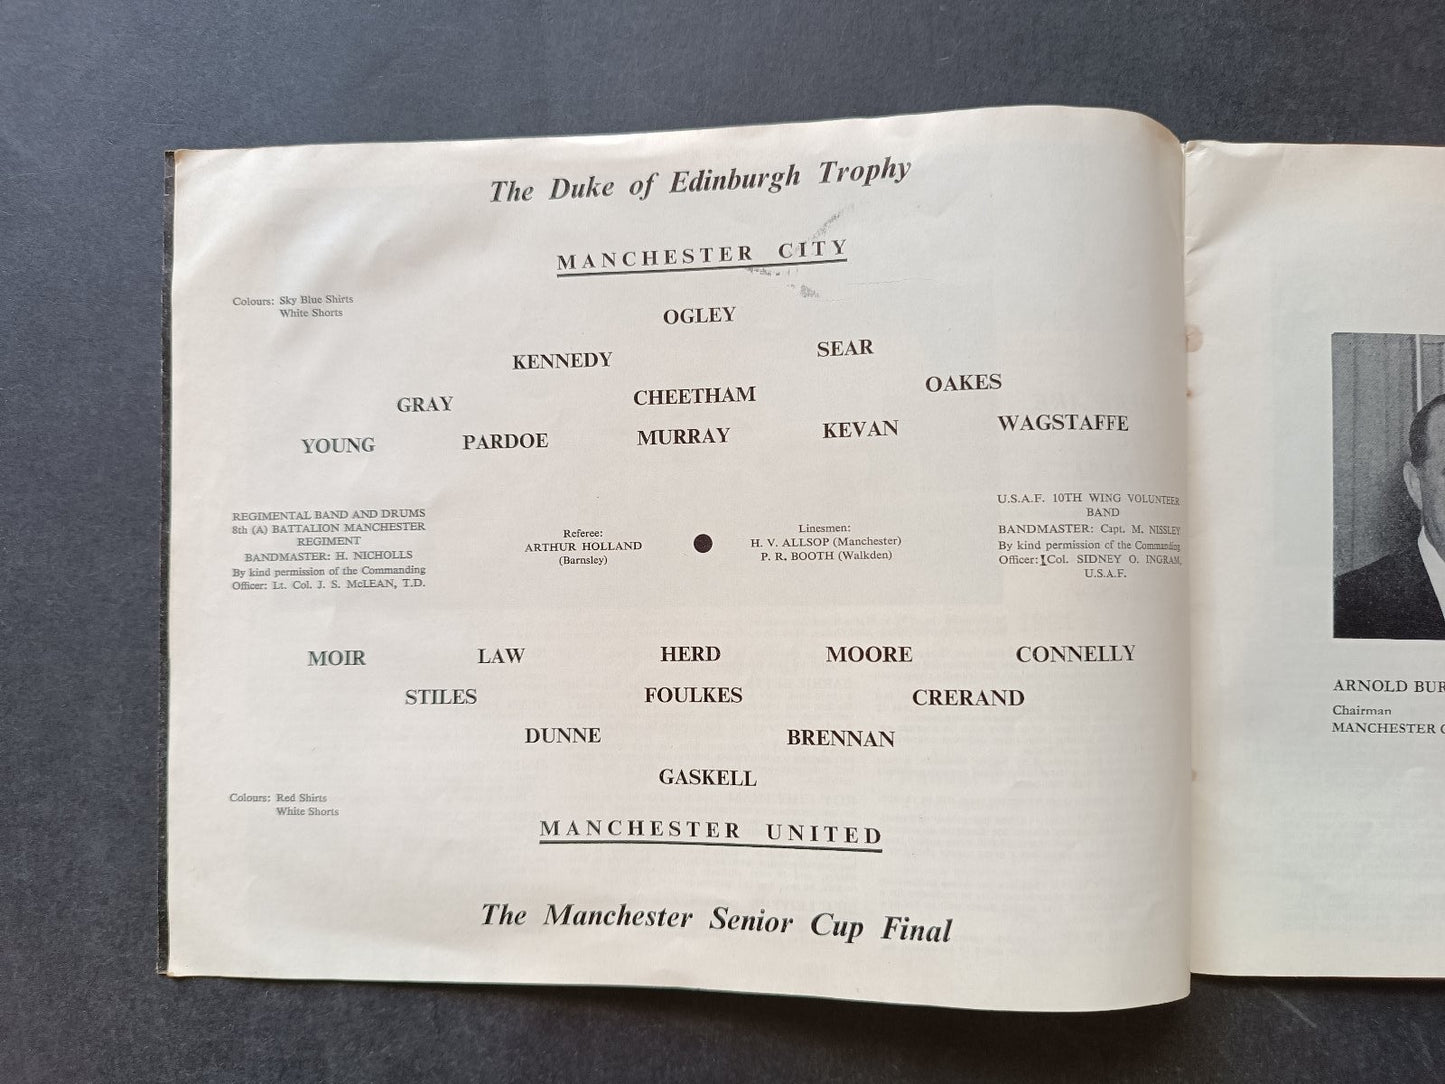 The Duke of Edinburgh Trophy
MANCHESTER CITY
Colours: Sky Blue Shirts
White Shorts
OGLEY
KENNEDY SEAR
GRAY CHEETHAM OAKES
YOUNG PARDOE MURRAY KEVAN WAGSTAFFE
REGIMENTAL BAND AND DRUMS
8th (A) BATTALION MANCHESTER
REGIMENT
BANDMASTER: H. NICHOLLS
By kind permission of the Commanding
Officer: Lt. Col. J. S. McLEAN, T.D.
Referee:
ARTHUR HOLLAND
(Barnsley)
Linesmen:
H. V. ALLSOP (Manchester)
P. R. BOOTH (Walkden)
U.S.A.F. 10TH WING VOLUNTEER
BAND
BANDMASTER: Capt. M. NISSLEY
By kind permission of the Commanding
Officer: Col. SIDNEY O. INGRAM,
U.S.A.F.
MOIR LAW HERD MOORE CONNELLY
STILES FOULKES CRERAND
DUNNE BRENNAN
GASKELL
Colours: Red Shirts
White Shorts
MANCHESTER UNITED
The Manchester Senior Cup Final
ARNOLD BUR
Chairman
MANCHESTER